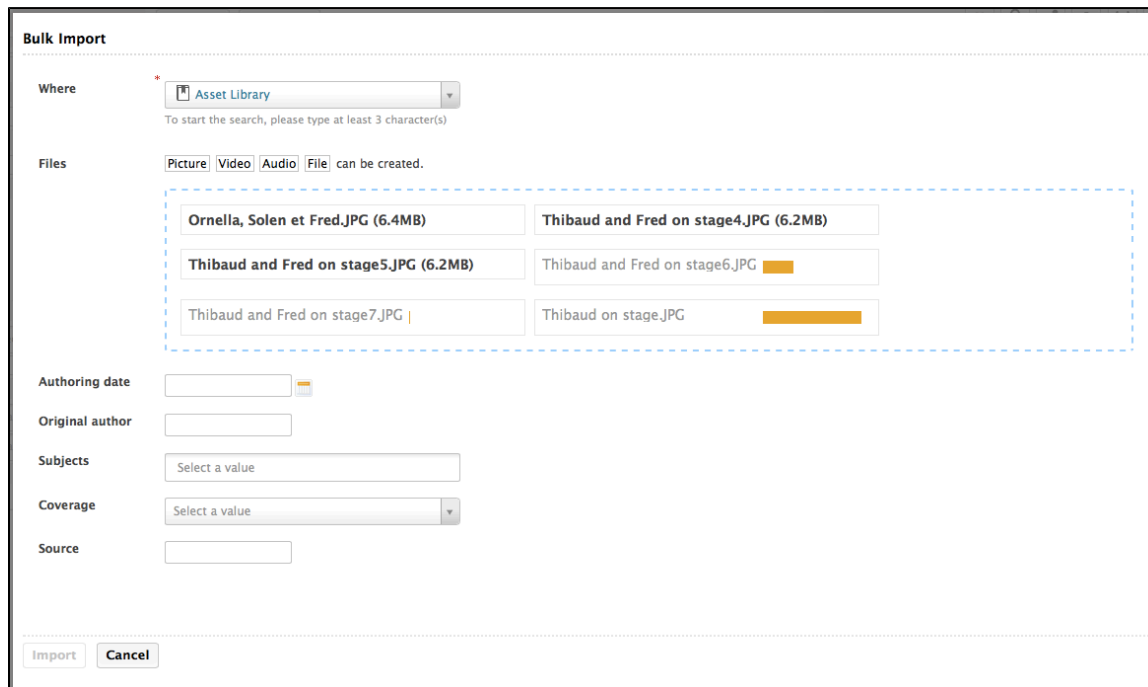 Bulk Import
Where
*
Asset Library
To start the search, please type at least 3 character(s)
Files
Picture Video Audio File can be created.
Ornella, Solen et Fred.JPG (6.4MB)
Thibaud and Fred on stage4.JPG (6.2MB)
Thibaud and Fred on stage5.JPG (6.2MB)
Thibaud and Fred on stage6.JPG
Thibaud and Fred on stage7.JPG
Thibaud on stage.JPG
Authoring date
Original author
Subjects
Select a value
Coverage
Select a value
Source
Import
Cancel